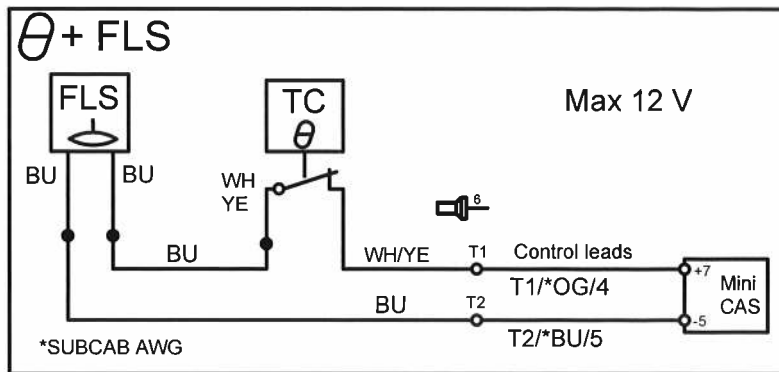 θ + FLS
FLS
TC
θ
Max 12 V
BU
BU
WH
YE
6
BU
WH/YE
T1
Control leads
+7
T1/*OG/4
Mini
CAS
BU
T2
-5
T2/*BU/5
*SUBCAB AWG